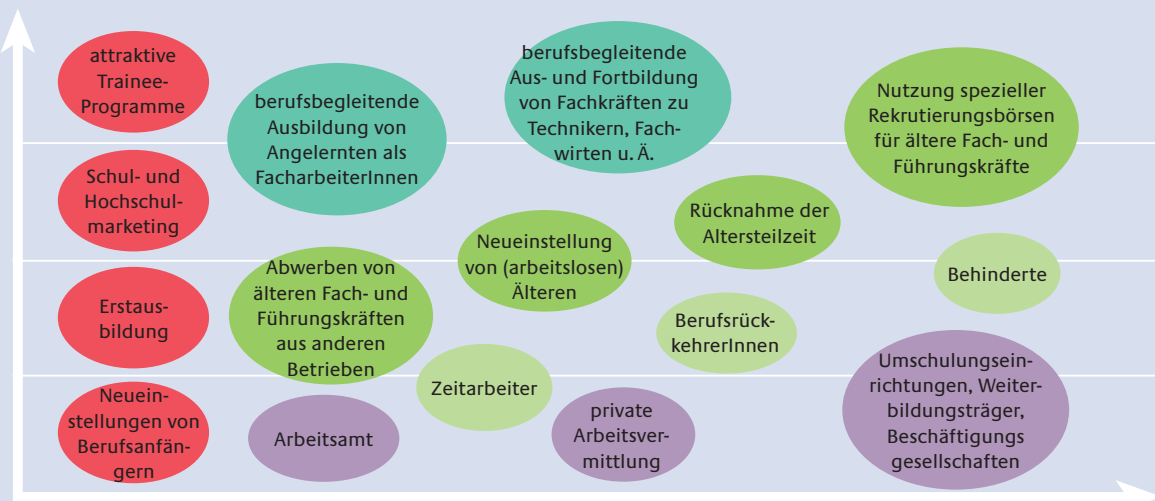 attraktive
Trainee-
Programme
berufsbegleitende
Ausbildung von
Angelernten als
FacharbeiterInnen
berufsbegleitende
Aus- und Fortbildung
von Fachkräften zu
Technikern, Fach-
wirten u. Ä.
Nutzung spezieller
Rekrutierungsbörsen
für ältere Fach- und
Führungskräfte
Schul- und
Hochschul-
marketing
Neueinstellung
von (arbeitslosen)
Älteren
Rücknahme der
Altersteilzeit
Behinderte
Erstaus-
bildung
Abwerben von
älteren Fach- und
Führungskräften
aus anderen
Betrieben
BerufsrücK-
kehrerInnen
Zeitarbeiter
Neuein-
stellungen von
Berufsanfän-
gern
Arbeitsamt
private
Arbeitsver-
mittlung
Umschulungsein-
richtungen, Weiter-
bildungsträger,
Beschäftigungs
gesellschaften